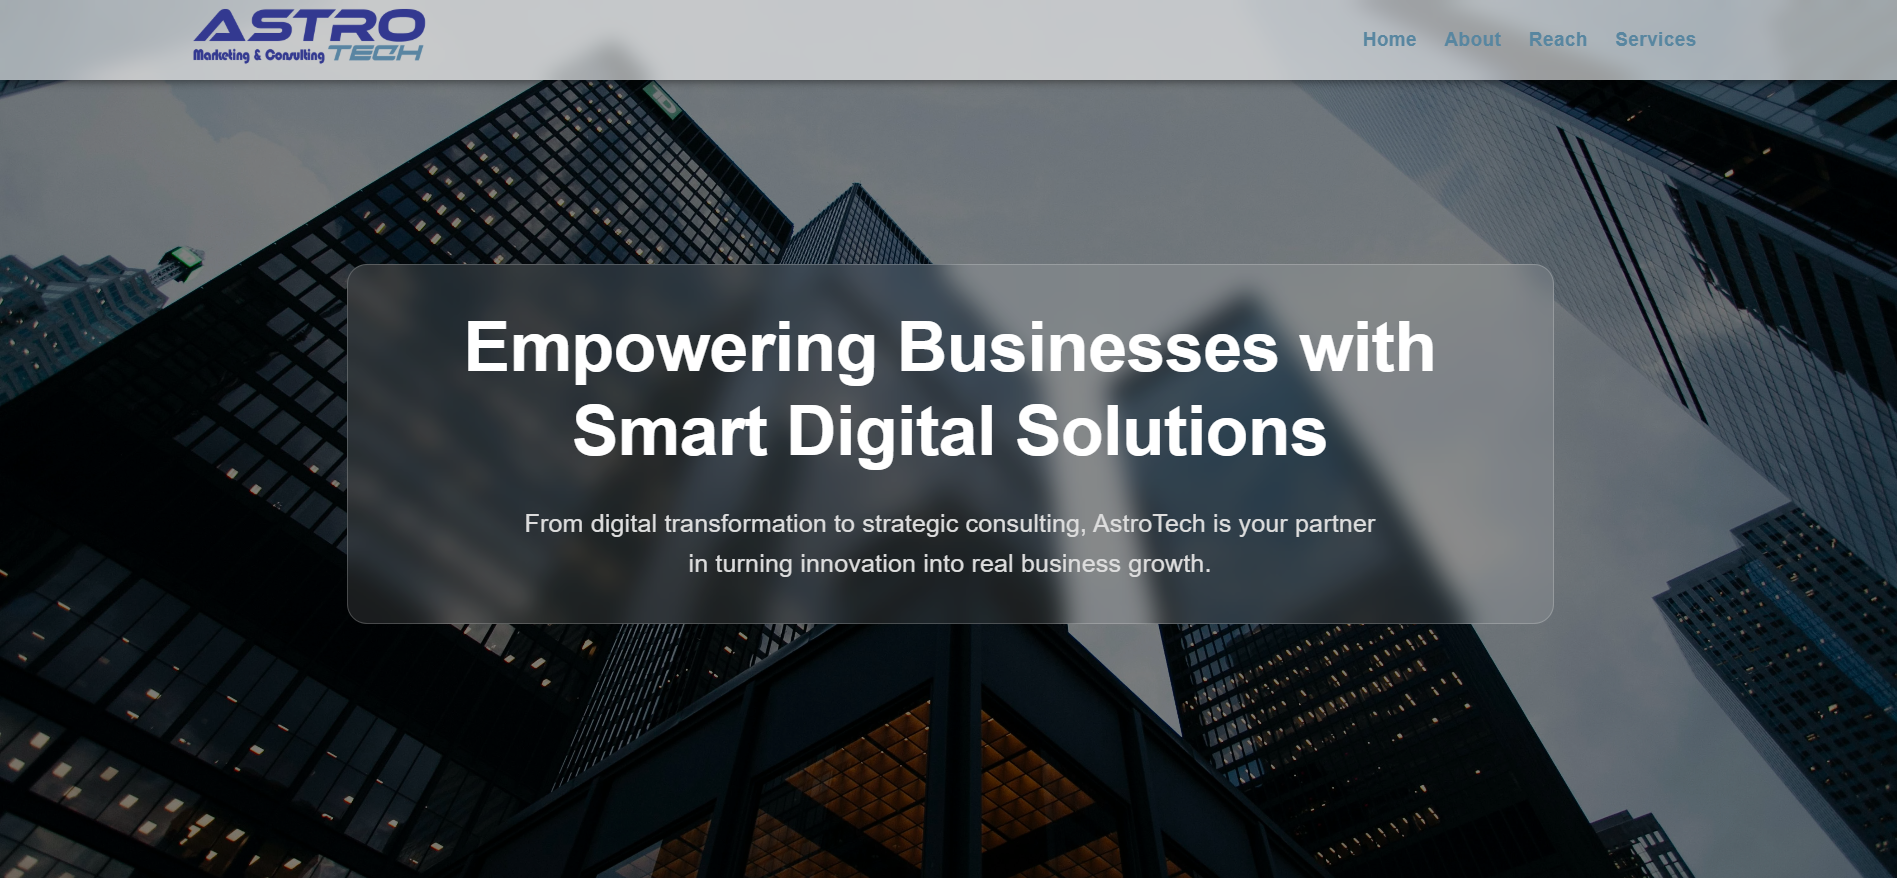 ASTRO
Marketing & Consulting TECH
Home About Reach Services
Empowering Businesses with
Smart Digital Solutions
From digital transformation to strategic consulting, AstroTech is your partner
in turning innovation into real business growth.